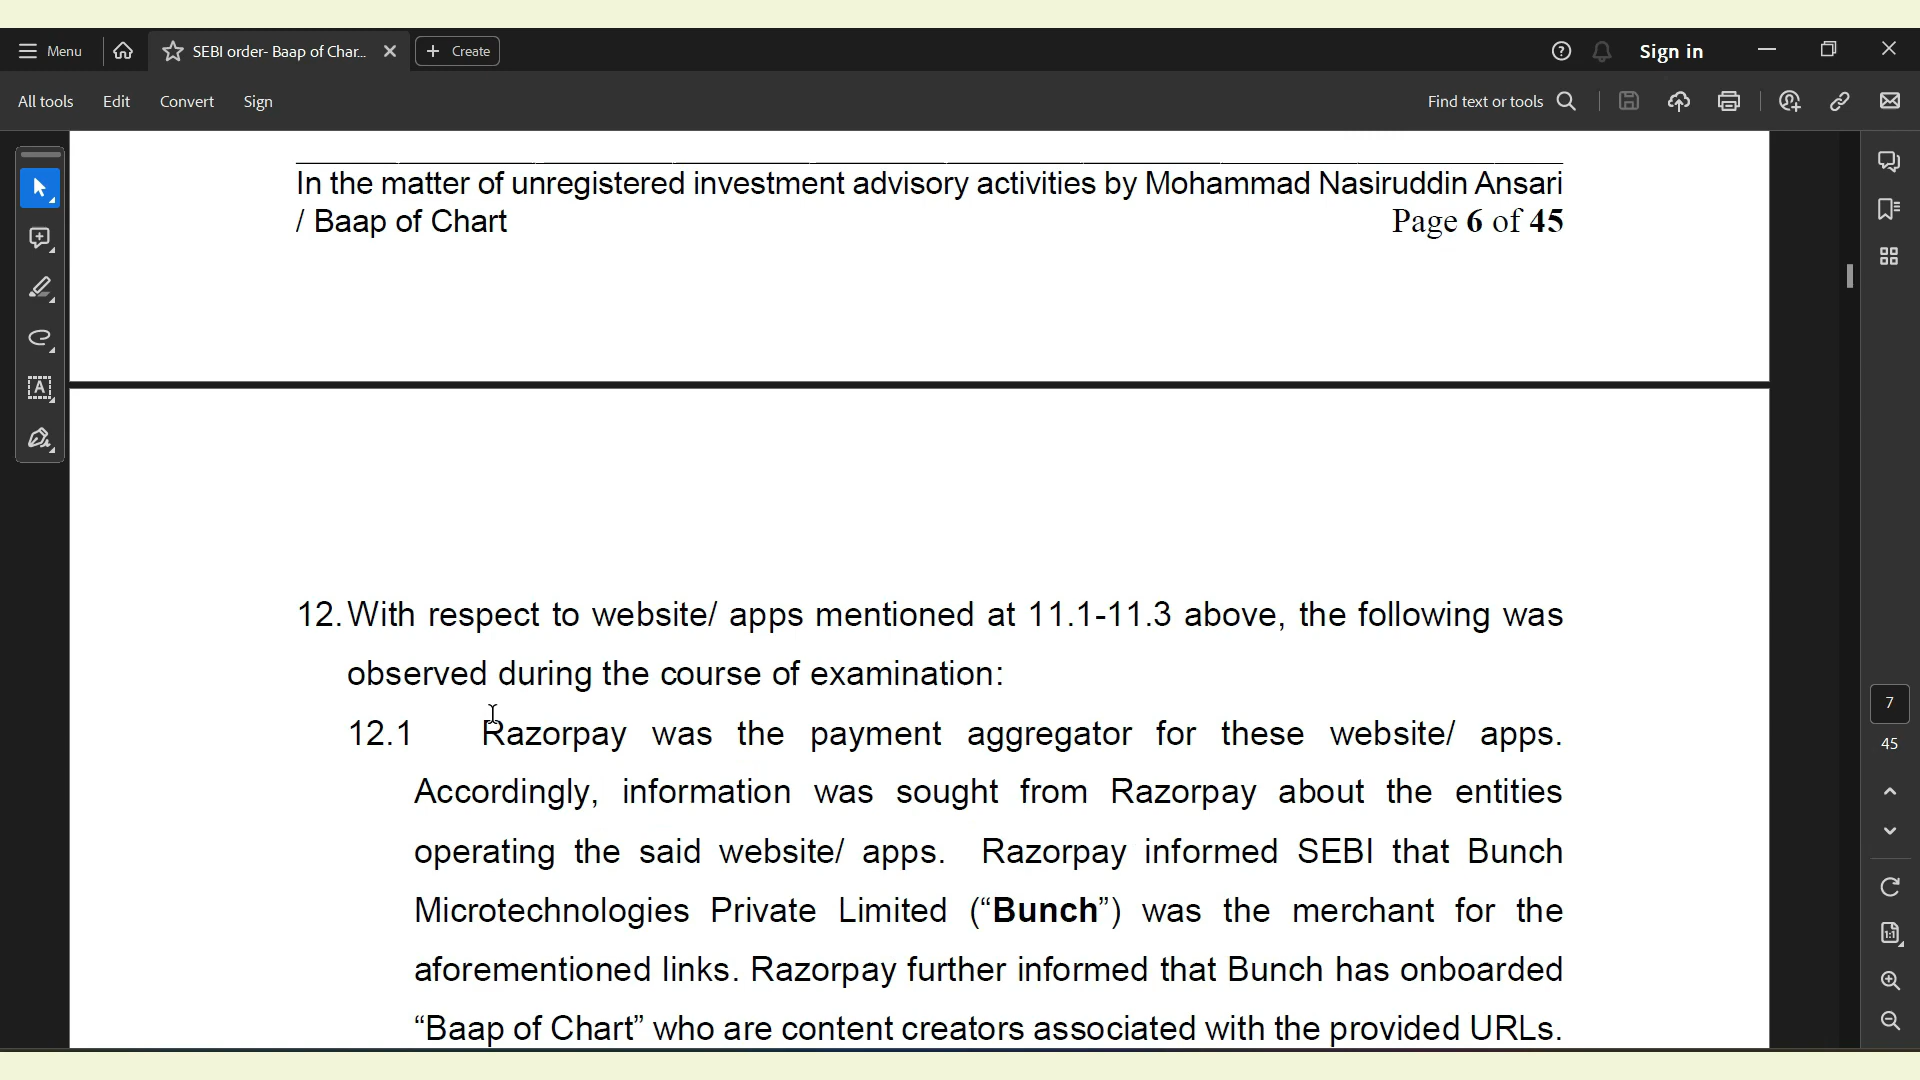 Menu
SEBI order- Baap of Char...
Create
Sign in
All tools
Edit
Convert
Sign
Find text or tools
In the matter of unregistered investment advisory activities by Mohammad Nasiruddin Ansari
/ Baap of Chart
Page 6 of 45
12. With respect to website/ apps mentioned at 11.1-11.3 above, the following was
observed during the course of examination:
12.1 Razorpay was the payment aggregator for these website/ apps.
Accordingly, information was sought from Razorpay about the entities
operating the said website/ apps. Razorpay informed SEBI that Bunch
Microtechnologies Private Limited (“Bunch”) was the merchant for the
aforementioned links. Razorpay further informed that Bunch has onboarded
“Baap of Chart” who are content creators associated with the provided URLs.
7
45